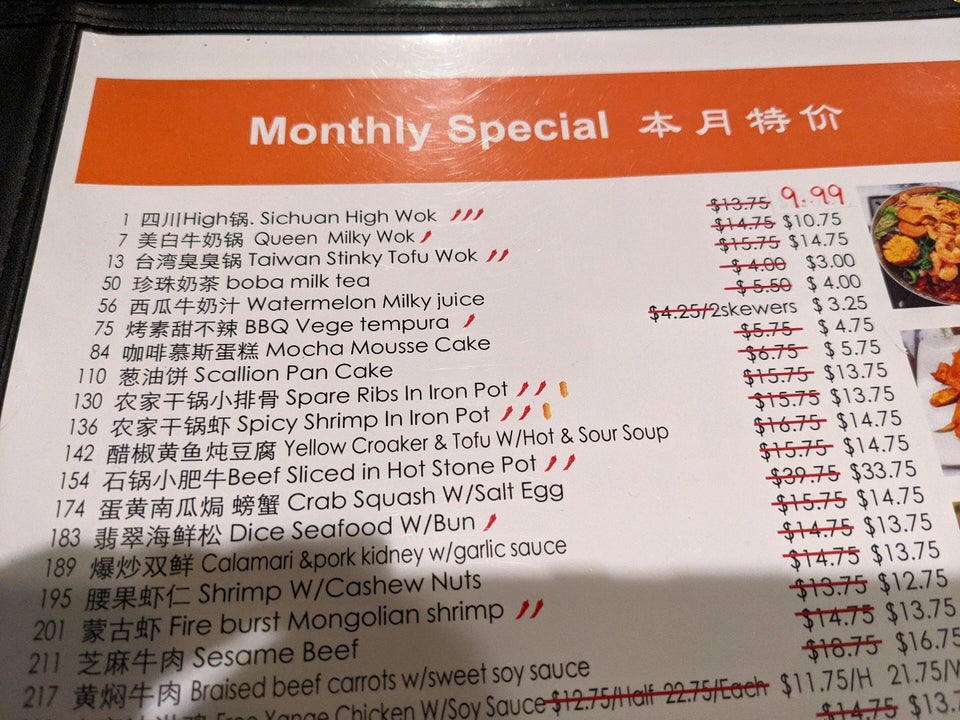 Monthly Special 本月特价
1 四川High锅. Sichuan High Wok $13.75 9.99
7 美白牛奶锅 Queen Milky Wok $14.75 $10.75
13 台湾臭臭锅 Taiwan Stinky Tofu Wok $15.75 $14.75
50 珍珠奶茶 boba milk tea $4.00 $3.00
56 西瓜牛奶汁 Watermelon Milky juice $5.50 $4.00
75 烤素甜不辣 BBQ Vege tempura $4.25/2skewers $3.25
84 咖啡慕斯蛋糕 Mocha Mousse Cake $5.75 $4.75
110 葱油饼 Scallion Pan Cake $6.75 $5.75
130 农家干锅小排骨 Spare Ribs In Iron Pot $15.75 $13.75
136 农家干锅虾 Spicy Shrimp In Iron Pot $15.75 $13.75
142 醋椒黄鱼炖豆腐 Yellow Croaker & Tofu W/Hot & Sour Soup $16.75 $14.75
154 石锅小肥牛Beef Sliced in Hot Stone Pot $15.75 $14.75
174 蛋黄南瓜焗 螃蟹 Crab Squash W/Salt Egg $39.75 $33.75
183 翡翠海鲜松 Dice Seafood W/Bun $15.75 $14.75
189 爆炒双鲜 Calamari &pork kidney w/garlic sauce $14.75 $13.75
195 腰果虾仁 Shrimp W/Cashew Nuts $14.75 $13.75
201 蒙古虾 Fire burst Mongolian shrimp $13.75 $12.75
211 芝麻牛肉 Sesame Beef $14.75 $13.75
217 黄焖牛肉 Braised beef carrots w/sweet soy sauce $18.75 $16.75
Chicken W/Soy Sauce $12.75/Half 22.75/Each $11.75/H 21.75/W
$14.75 $13.7